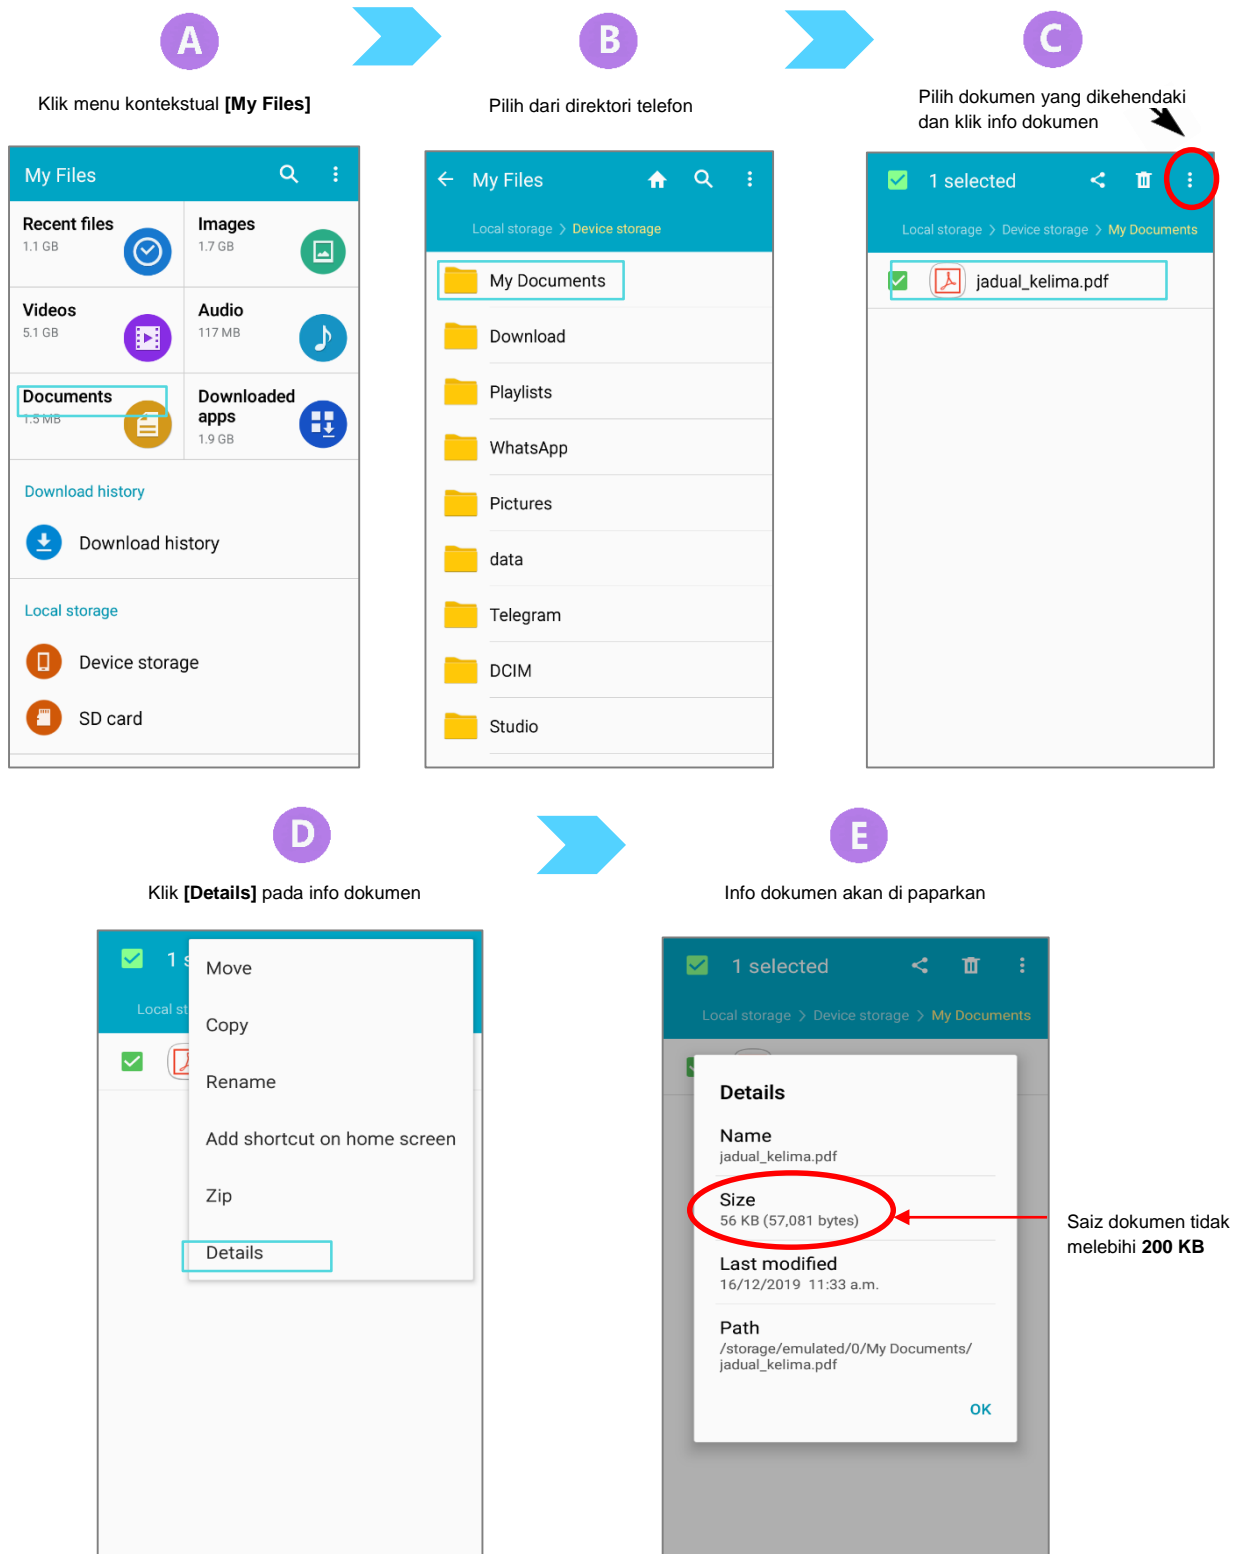 A
B
C
Klik menu kontekstual [My Files]
Pilih dari direktori telefon
Pilih dokumen yang dikehendaki
dan klik info dokumen
My Files
Recent files
1.1 GB
Images
1.7 GB
Videos
5.1 GB
Audio
117 MB
Documents
1.5 MB
Downloaded
apps
1.9 GB
Download history
Download history
Local storage
Device storage
SD card
My Files
Local storage > Device storage
My Documents
Download
Playlists
WhatsApp
Pictures
data
Telegram
DCIM
Studio
1 selected
Local storage > Device storage > My Documents
jadual_kelima.pdf
D
E
Klik [Details] pada info dokumen
Info dokumen akan di paparkan
1 s
Local st
Move
Copy
Rename
Add shortcut on home screen
Zip
Details
1 selected
Local storage > Device storage > My Documents
Details
Name
jadual_kelima.pdf
Size
56 KB (57,081 bytes)
Last modified
16/12/2019 11:33 a.m.
Path
/storage/emulated/0/My Documents/
jadual_kelima.pdf
OK
Saiz dokumen tidak
melebihi 200 KB